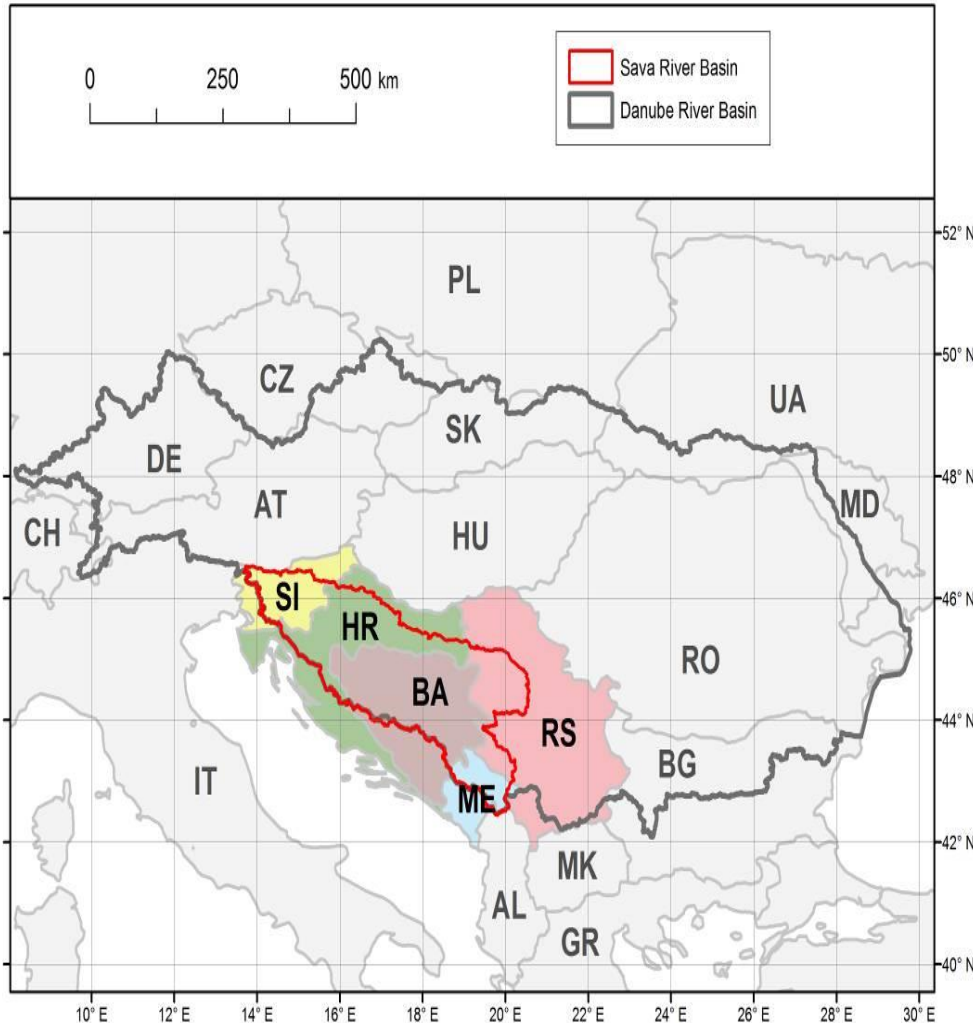 0 250 500 km
Sava River Basin
Danube River Basin
52° N
PL
50° N
CZ
UA
SK
DE
48° N
MD
AT
CH
HU
46° N
SI
HR
RO
BA
44° N
RS
BG
IT
ME
42° N
MK
AL
GR
40° N
10° E 12° E 14° E 16° E 18° E 20° E 22° E 24° E 26° E 28° E 30° E